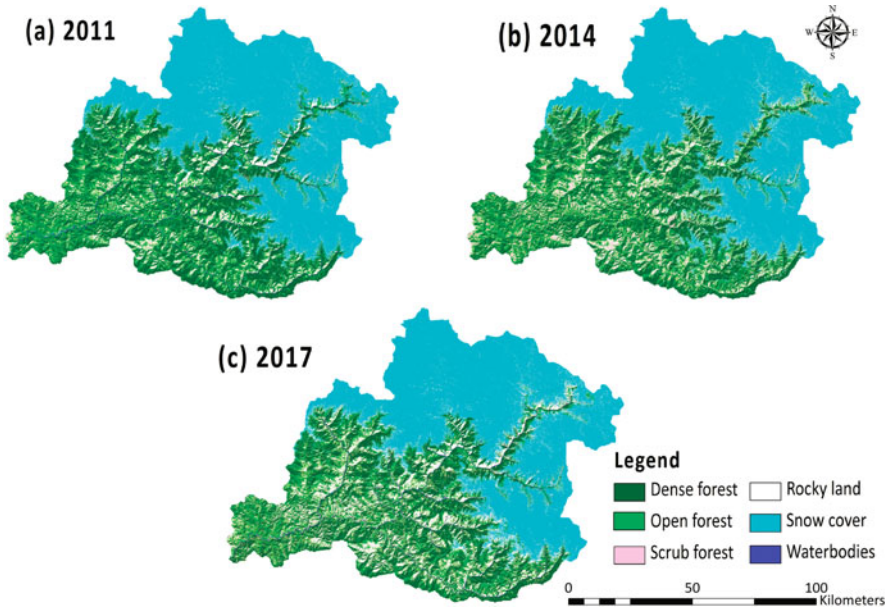 (a) 2011
(b) 2014
N
W E
S
(c) 2017
Legend
Dense forest
Rocky land
Open forest
Snow cover
Scrub forest
Waterbodies
0 50 100
Kilometers